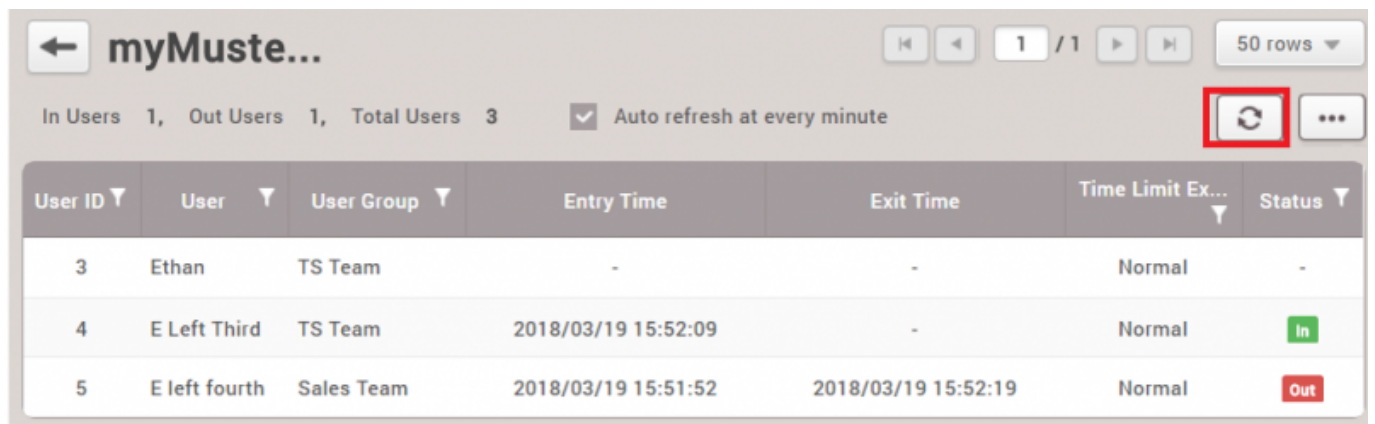 myMuste... 1 /1 50 rows
In Users 1, Out Users 1, Total Users 3 Auto refresh at every minute ...
User ID User User Group Entry Time Exit Time Time Limit Ex... Status
3 Ethan TS Team - - Normal -
4 E Left Third TS Team 2018/03/19 15:52:09 - Normal In
5 E left fourth Sales Team 2018/03/19 15:51:52 2018/03/19 15:52:19 Normal Out